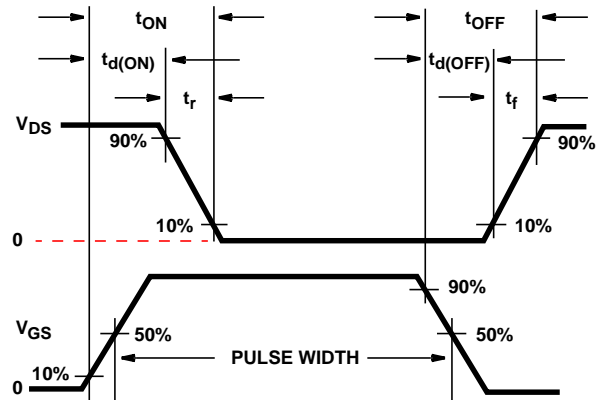 tON tOFF
td(ON) td(OFF)
tr tf
VDS
90% 90%
10% 10%
0
90%
VGS 50% 50%
PULSE WIDTH
10%
0